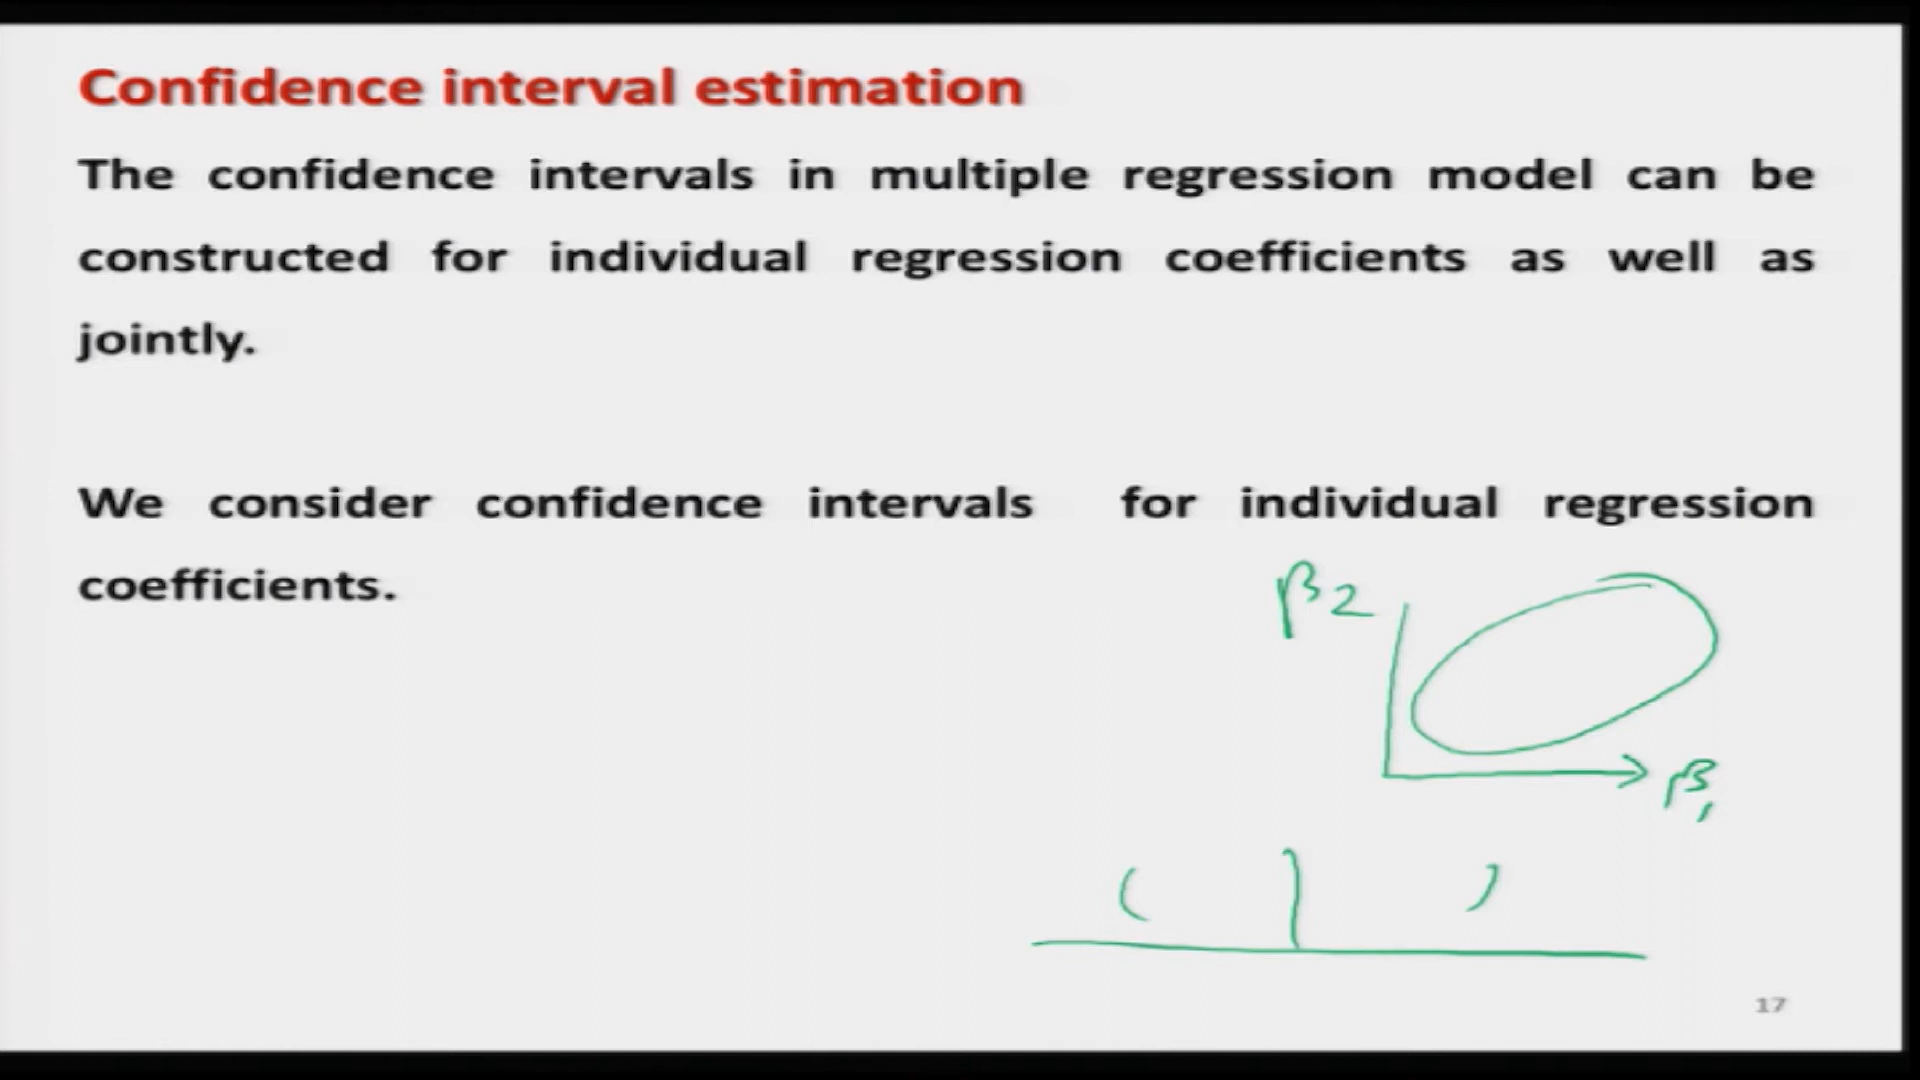 Confidence interval estimation
The confidence intervals in multiple regression model can be
constructed for individual regression coefficients as well as
jointly.
We consider confidence intervals for individual regression
coefficients.
β2
β1
( | )
17